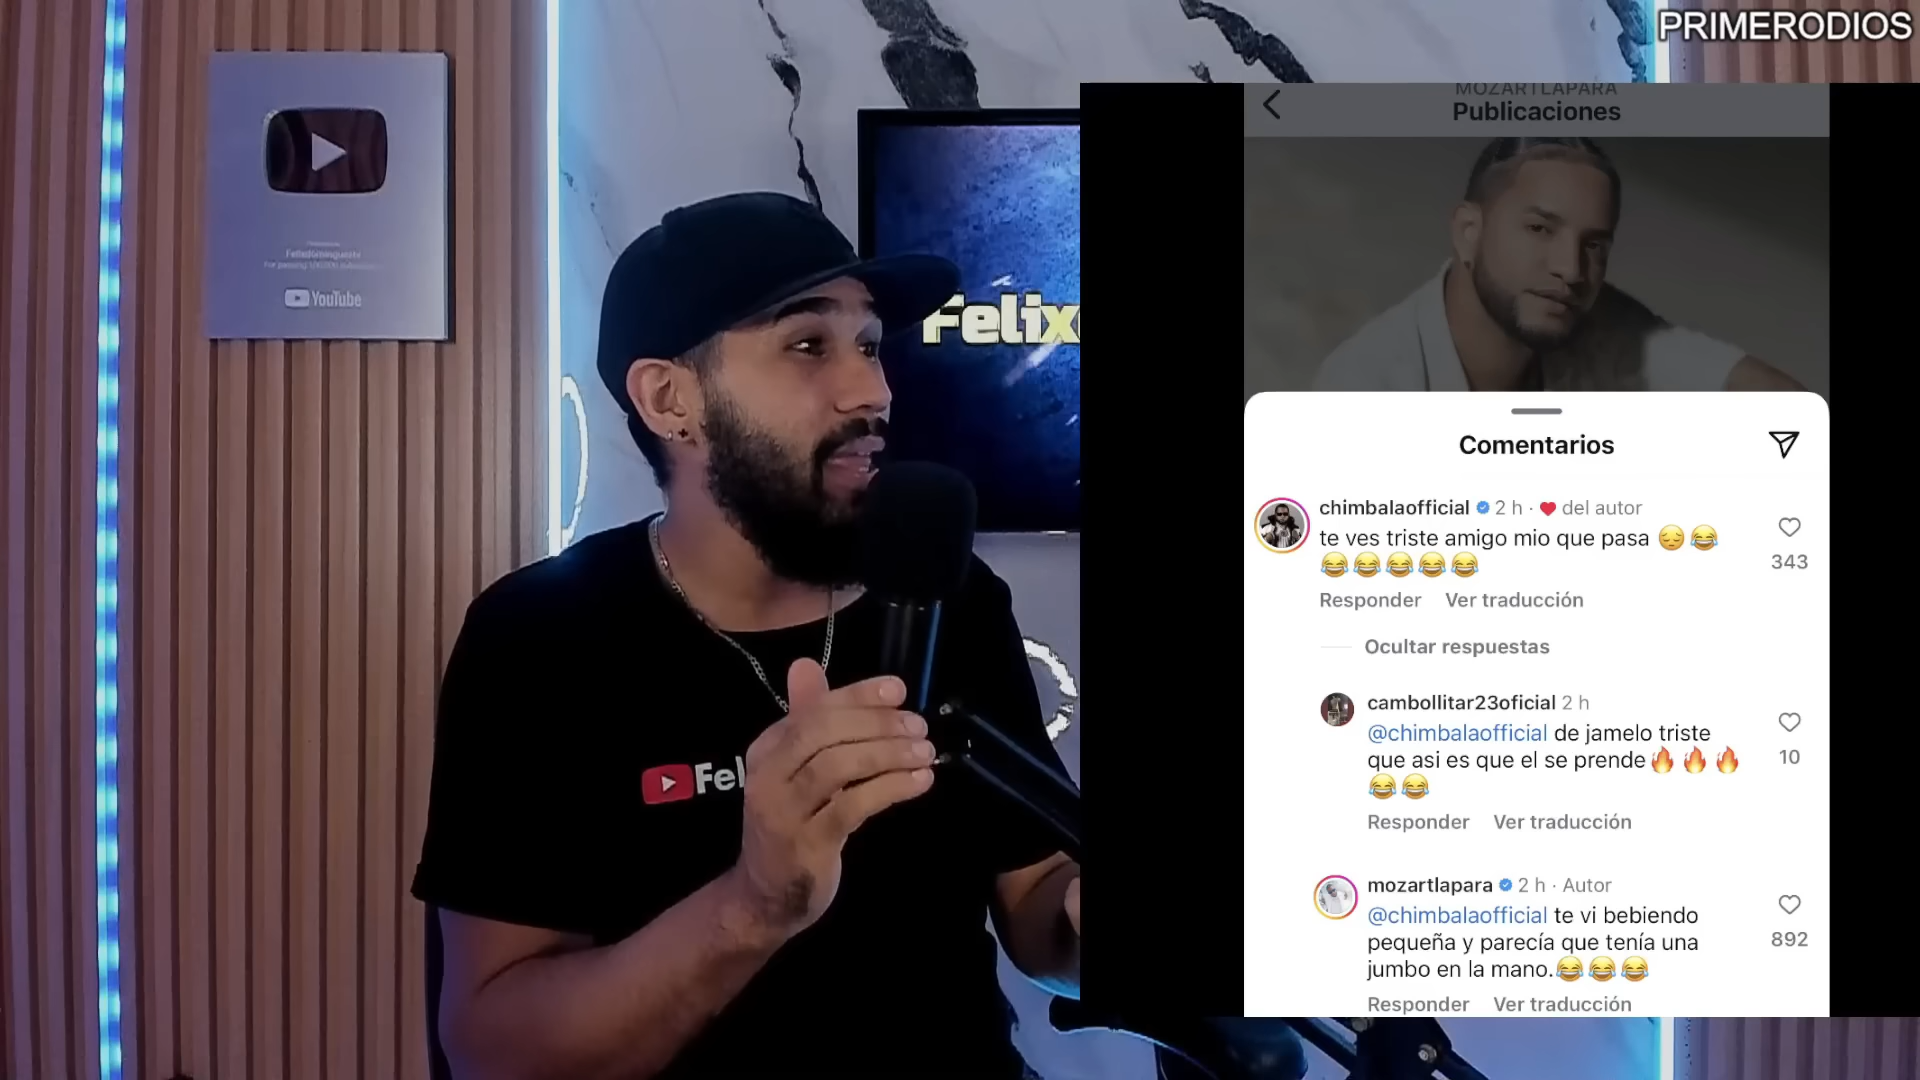 PRIMERODIOS
YouTube
Felix
Fel
MOZARTLAPARA
Publicaciones
Comentarios
chimbalaofficial 2 h · ❤️ del autor
te ves triste amigo mio que pasa 😔😂
😂😂😂😂😂
343
Responder Ver traducción
Ocultar respuestas
cambollitar23oficial 2 h
@chimbalaofficial de jamelo triste
que asi es que el se prende🔥🔥🔥
😂😂
10
Responder Ver traducción
mozartlapara 2 h · Autor
@chimbalaofficial te vi bebiendo
pequeña y parecía que tenía una
jumbo en la mano.😂😂😂
892
Responder Ver traducción